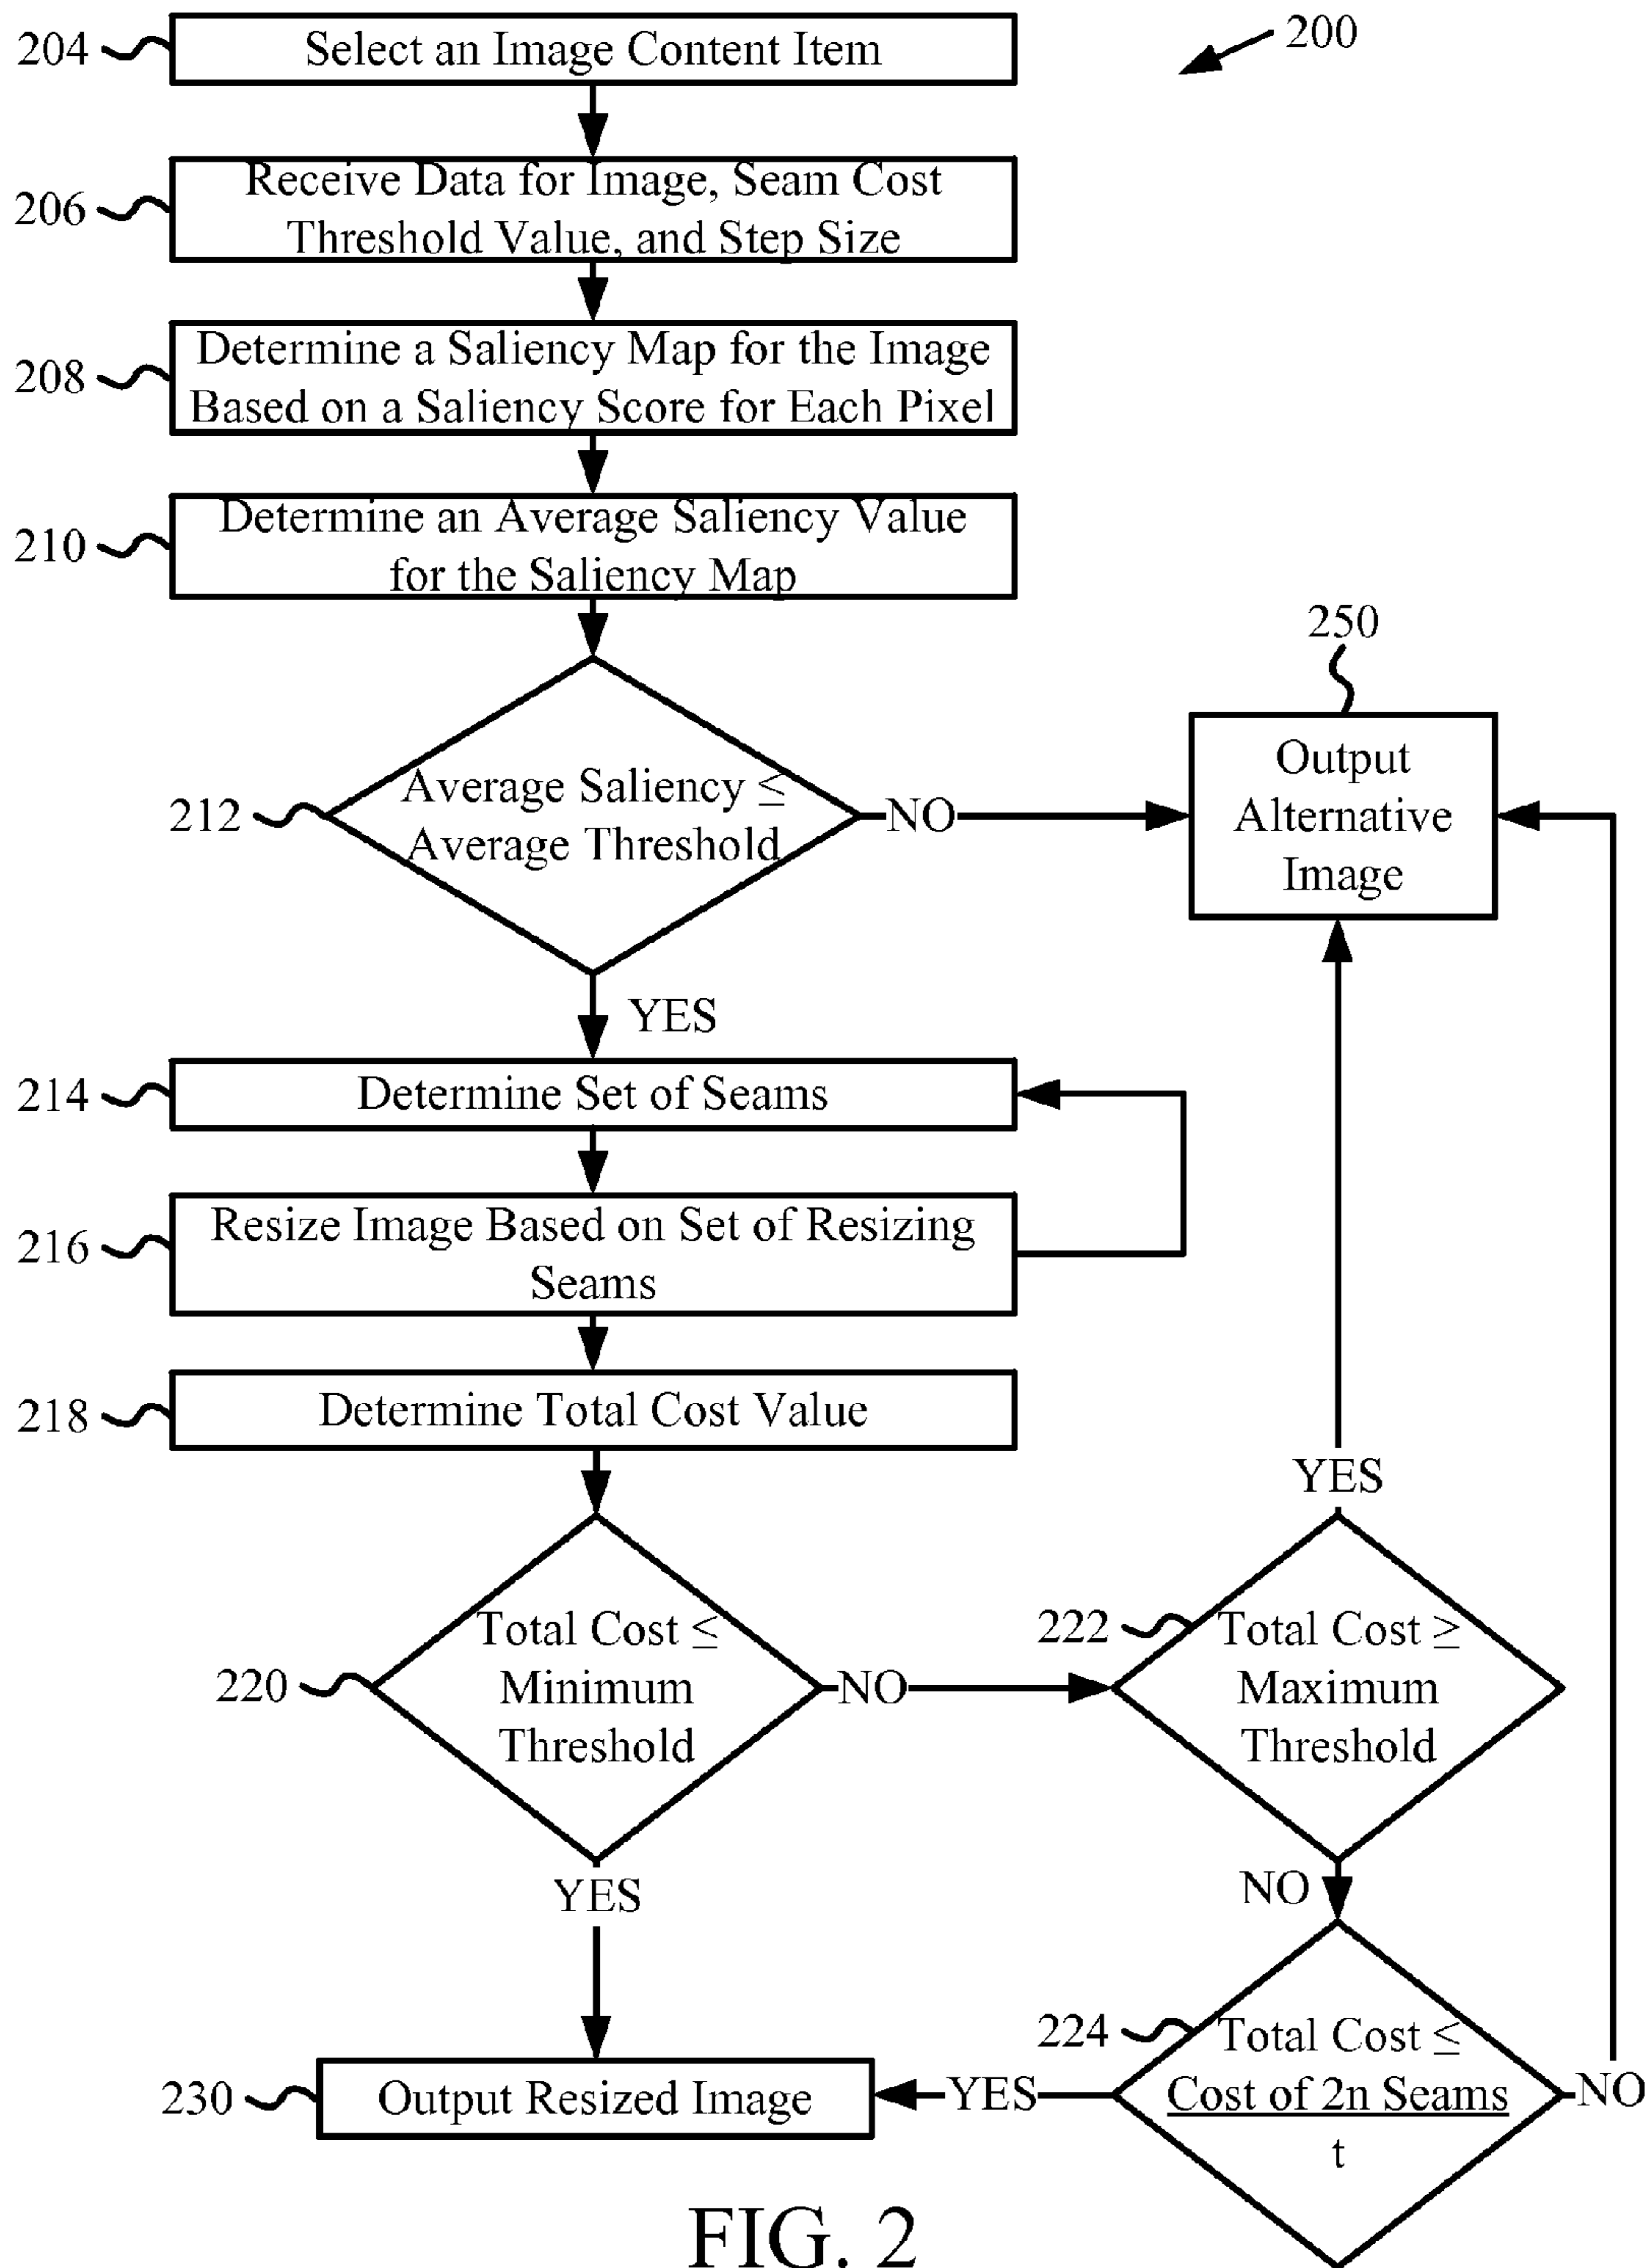 200
204
Select an Image Content Item
206
Receive Data for Image, Seam Cost
Threshold Value, and Step Size
208
Determine a Saliency Map for the Image
Based on a Saliency Score for Each Pixel
210
Determine an Average Saliency Value
for the Saliency Map
212
Average Saliency ≤
Average Threshold
NO
250
Output
Alternative
Image
YES
214
Determine Set of Seams
216
Resize Image Based on Set of Resizing
Seams
218
Determine Total Cost Value
220
Total Cost ≤
Minimum
Threshold
NO
222
Total Cost ≥
Maximum
Threshold
YES
NO
YES
224
Total Cost ≤
Cost of 2n Seams
t
NO
YES
230
Output Resized Image
FIG. 2